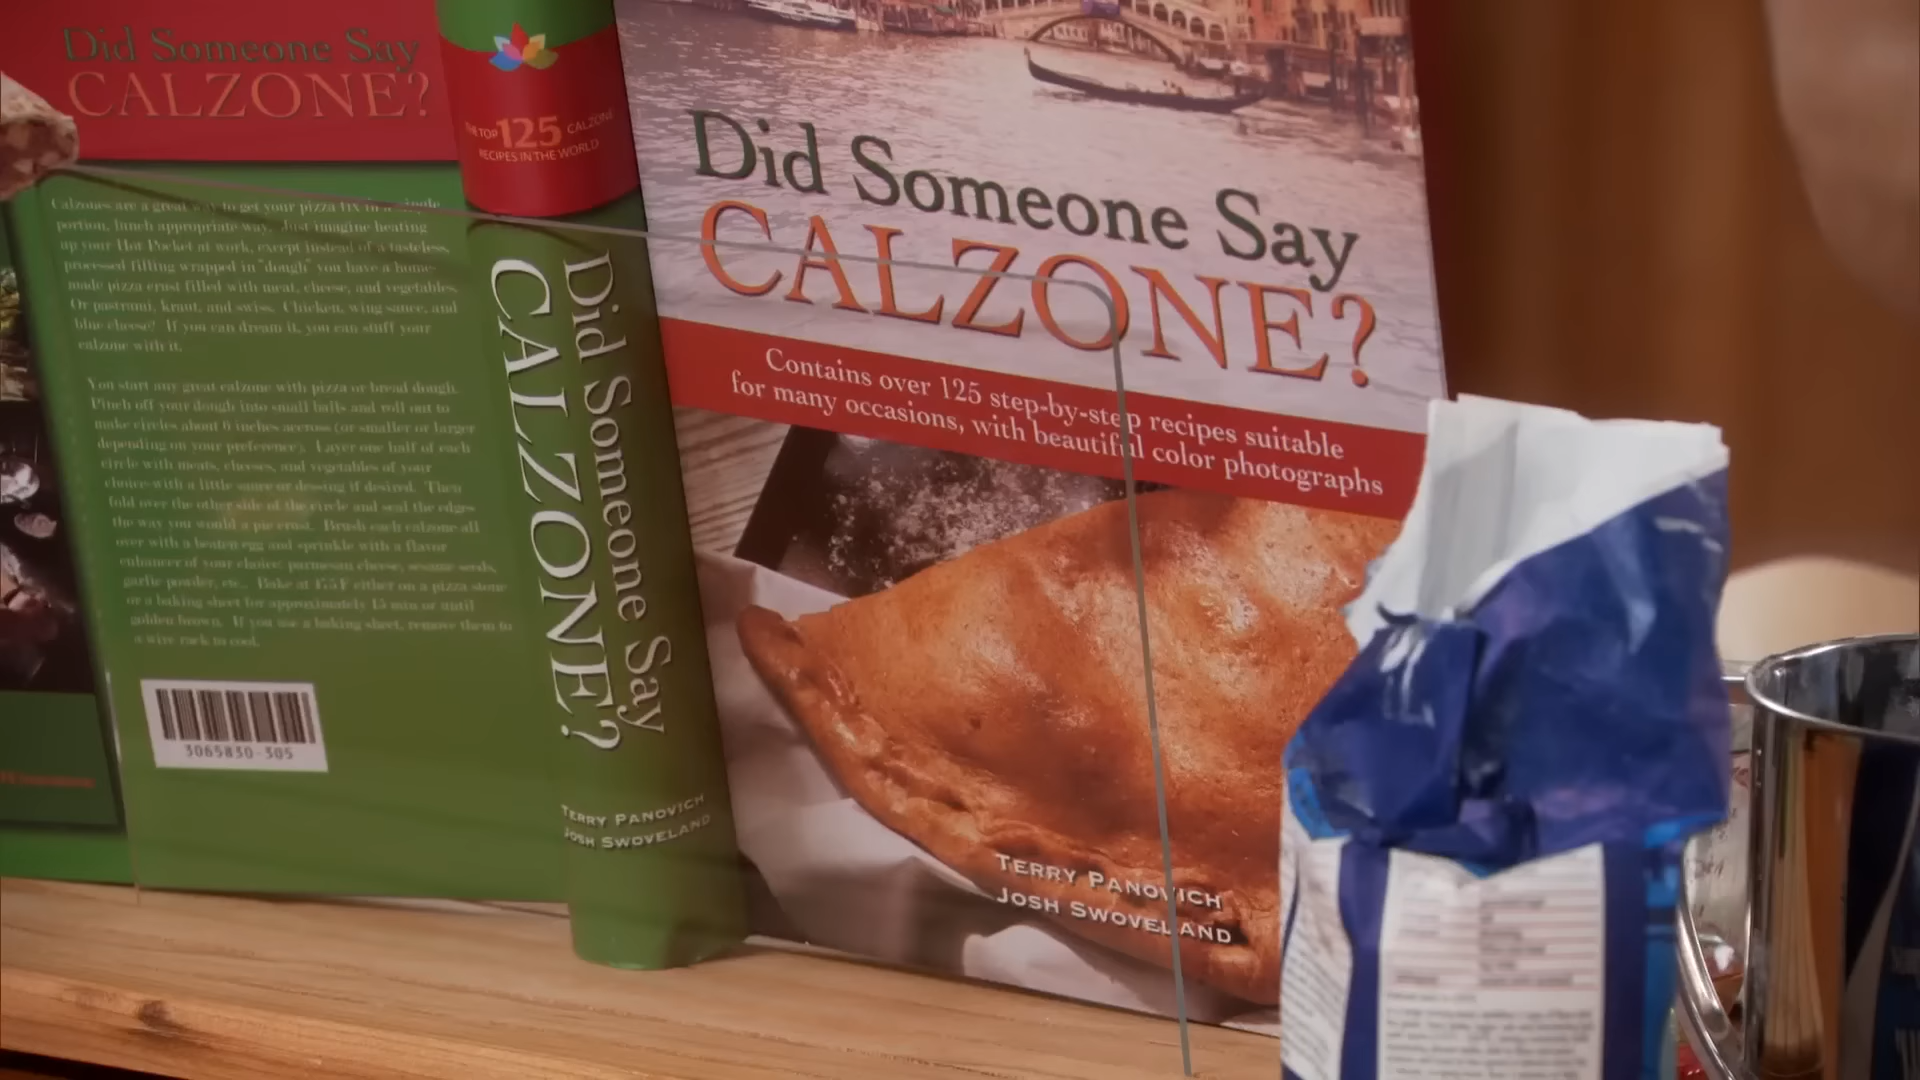 Did Someone Say
CALZONE?
Calzones are a great way to get your pizza fix in a single
portion, lunch appropriate way. Just imagine heating
up your Hot Pocket at work, except instead of a tasteless,
processed filling wrapped in "dough" you have a home-
made pizza crust filled with meat, cheese, and vegetables.
Or pastrami, kraut, and swiss. Chicken, wing sauce, and
blue cheese? If you can dream it, you can stuff your
calzone with it.
You start any great calzone with pizza or bread dough.
Pinch off your dough into small balls and roll out to
make circles about 6 inches across (or smaller or larger
depending on your preference). Layer one half of each
circle with meats, cheeses, and vegetables of your
choice with a little sauce or dressing if desired. Then
fold over the other side of the circle and seal the edges
the way you would a pie crust. Brush each calzone all
over with a beaten egg and sprinkle with a flavor
enhancer of your choice: parmesan cheese, sesame seeds,
garlic powder, etc.. Bake at 475 F either on a pizza stone
or a baking sheet for approximately 15 min or until
golden brown. If you use a baking sheet, remove them to
a wire rack to cool.
3065830-305
THE TOP 125 CALZONE
RECIPES IN THE WORLD
Did Someone Say
CALZONE?
TERRY PANOVICH
JOSH SWOVELAND
Did Someone Say
CALZONE?
Contains over 125 step-by-step recipes suitable
for many occasions, with beautiful color photographs
TERRY PANOVICH
JOSH SWOVELAND